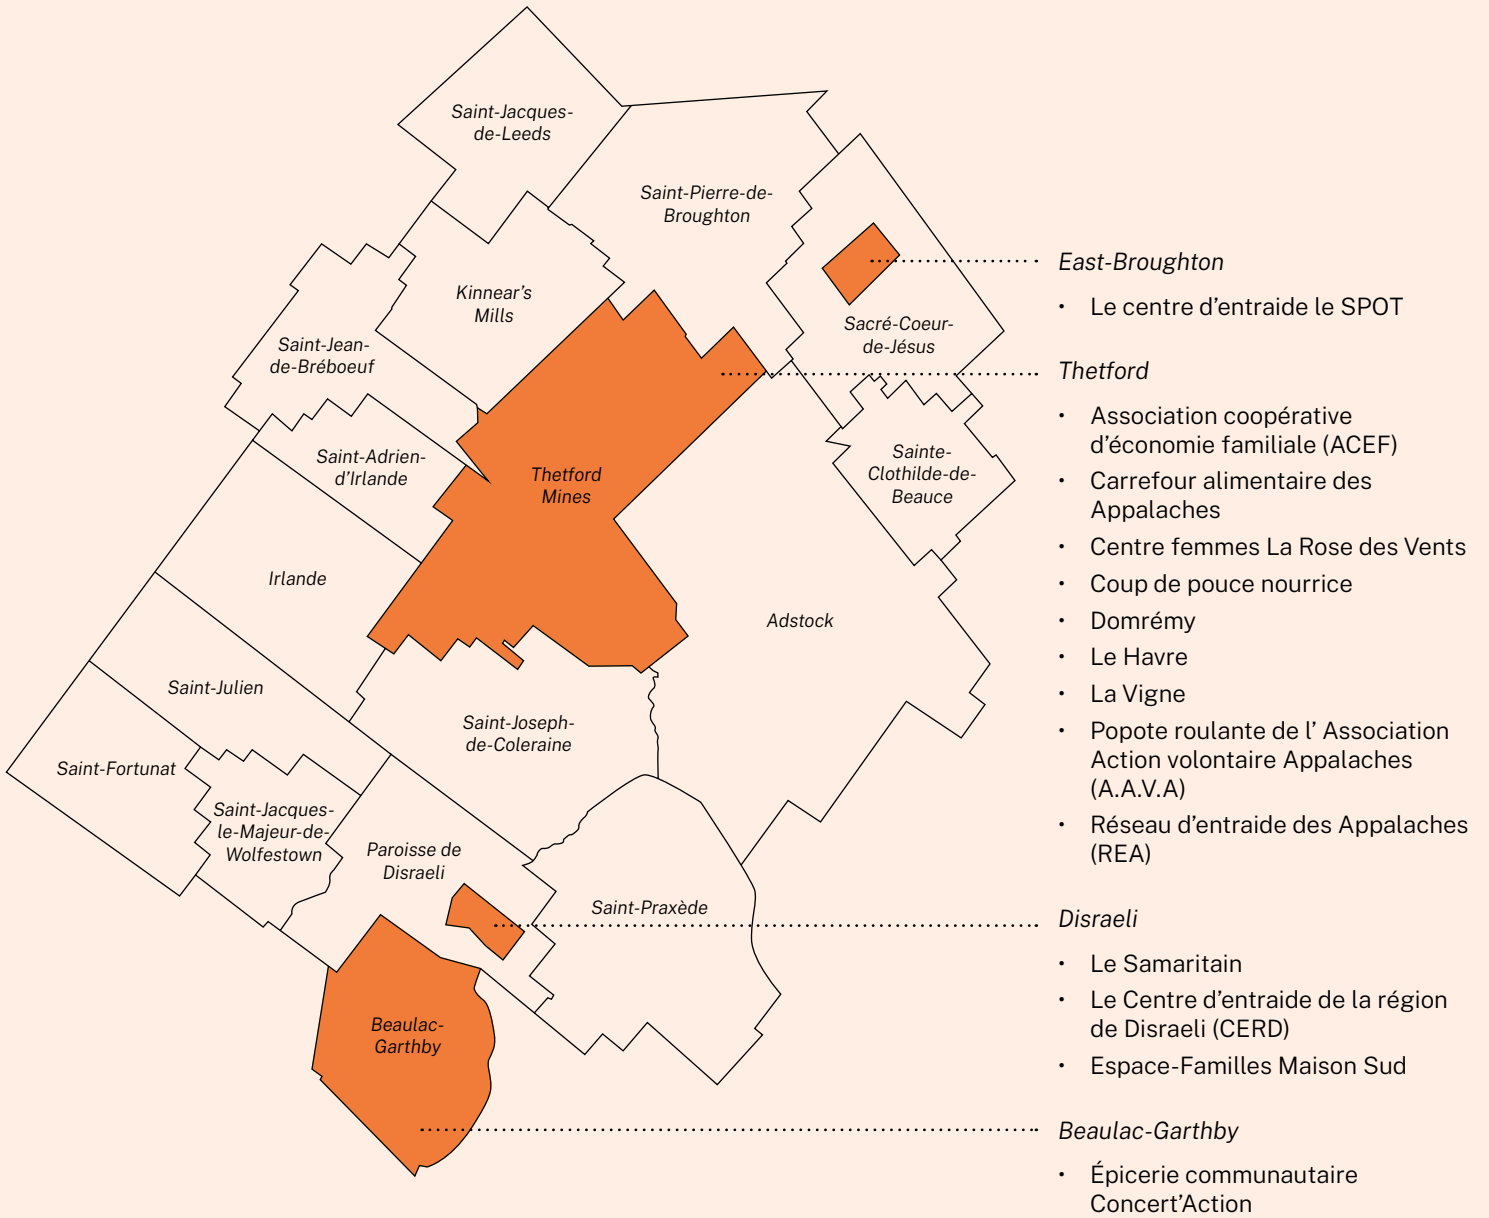 Saint-Jacques-
de-Leeds
Saint-Pierre-de-
Broughton
Kinnear's
Mills
Saint-Jean-
de-Bréboeuf
Sacré-Coeur-
de-Jésus
Saint-Adrien-
d'Irlande
Thetford
Mines
Sainte-
Clothilde-de-
Beauce
Irlande
Adstock
Saint-Julien
Saint-Joseph-
de-Coleraine
Saint-Fortunat
Saint-Jacques-
le-Majeur-de-
Wolfestown
Paroisse de
Disraeli
Saint-Praxède
Beaulac-
Garthby
East-Broughton
• Le centre d'entraide le SPOT
Thetford
• Association coopérative
d'économie familiale (ACEF)
• Carrefour alimentaire des
Appalaches
• Centre femmes La Rose des Vents
• Coup de pouce nourrice
• Domrémy
• Le Havre
• La Vigne
• Popote roulante de l' Association
Action volontaire Appalaches
(A.A.V.A)
• Réseau d'entraide des Appalaches
(REA)
Disraeli
• Le Samaritain
• Le Centre d'entraide de la région
de Disraeli (CERD)
• Espace-Familles Maison Sud
Beaulac-Garthby
• Épicerie communautaire
Concert'Action